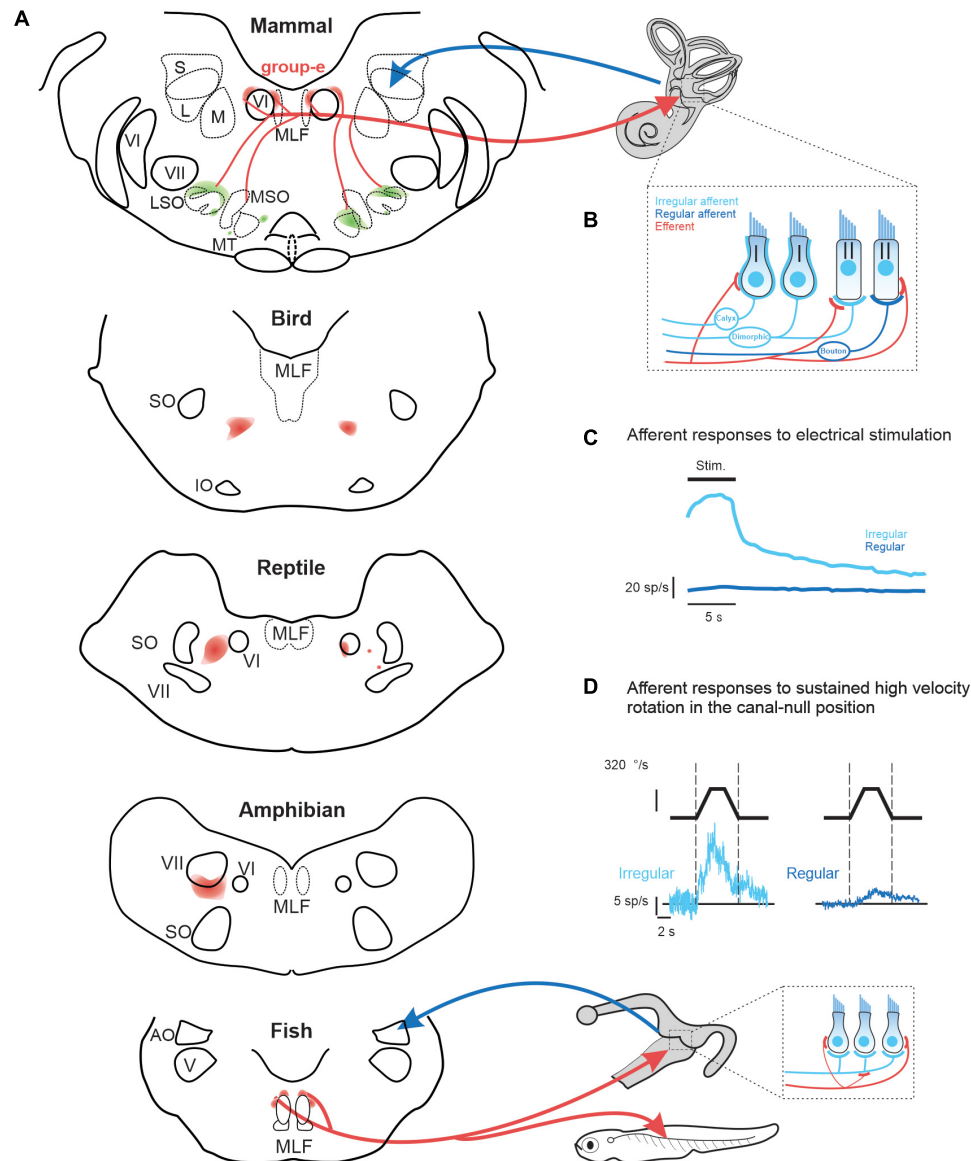 A
Mammal
group-e
S
L
M
VI
MLF
VI
VII
LSO
MSO
MT
B
Irregular afferent
Regular afferent
Efferent
I
I
II
II
Calyx
Dimorphic
Bouton
Bird
MLF
SO
IO
C
Afferent responses to electrical stimulation
Stim.
Irregular
Regular
20 sp/s
5 s
Reptile
MLF
SO
VI
VII
D
Afferent responses to sustained high velocity
rotation in the canal-null position
320 °/s
Irregular
Regular
5 sp/s
2 s
Amphibian
VII
VI
MLF
SO
Fish
AO
V
MLF